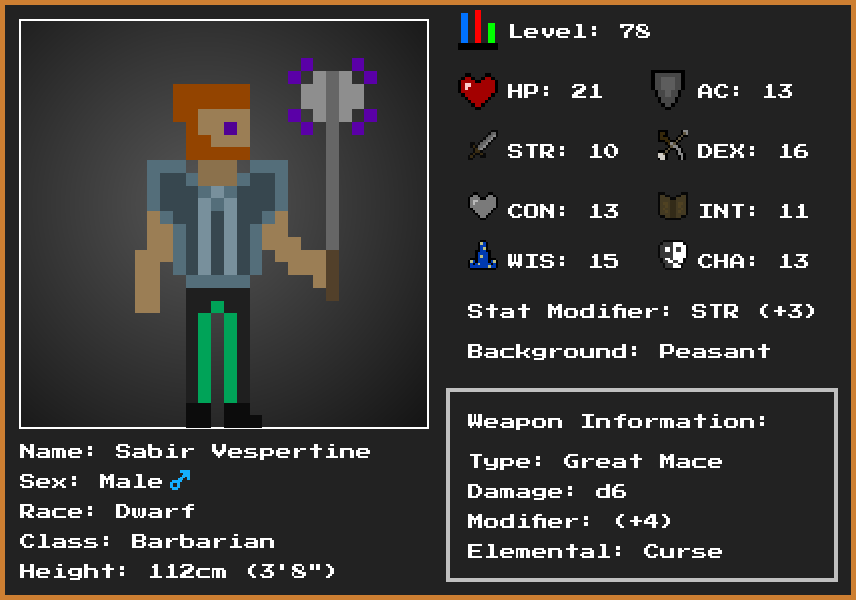 Level: 78
HP: 21 AC: 13
STR: 10 DEX: 16
CON: 13 INT: 11
WIS: 15 CHA: 13
Stat Modifier: STR (+3)
Background: Peasant
Weapon Information:
Type: Great Mace
Damage: d6
Modifier: (+4)
Elemental: Curse
Name: Sabir Vespertine
Sex: Male♂
Race: Dwarf
Class: Barbarian
Height: 112cm (3'8")